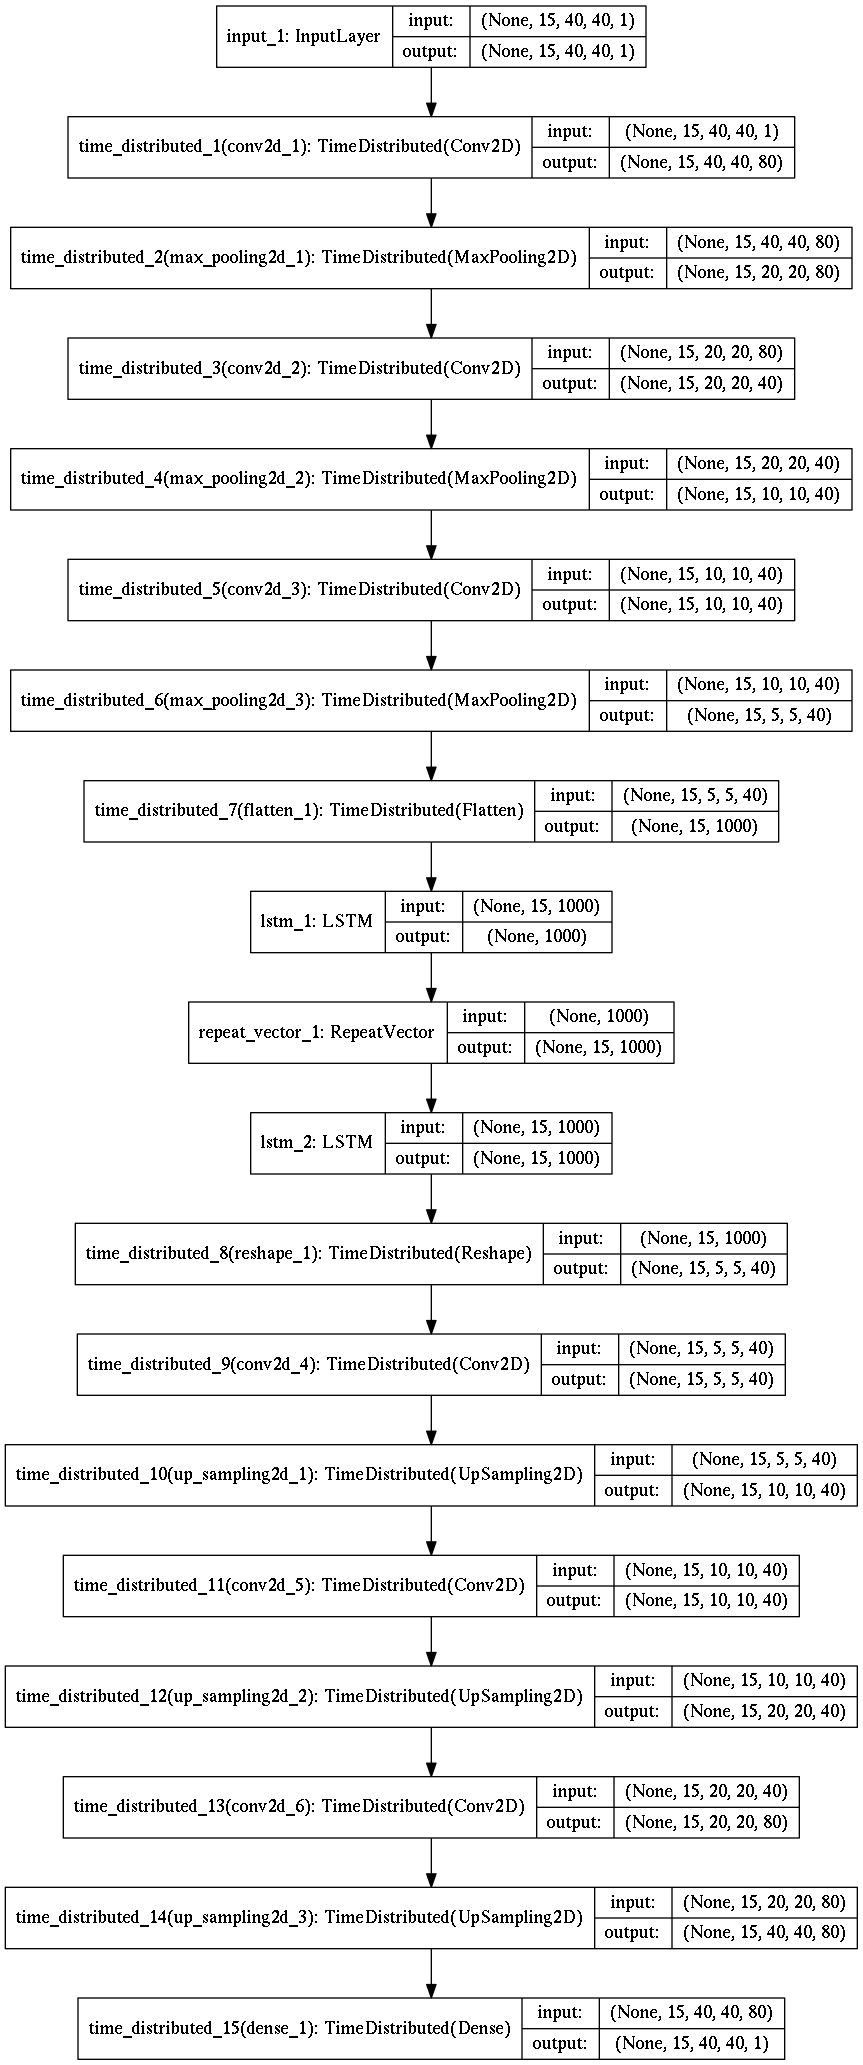 input_1: InputLayer
input: (None, 15, 40, 40, 1)
output: (None, 15, 40, 40, 1)
time_distributed_1(conv2d_1): TimeDistributed(Conv2D)
input: (None, 15, 40, 40, 1)
output: (None, 15, 40, 40, 80)
time_distributed_2(max_pooling2d_1): TimeDistributed(MaxPooling2D)
input: (None, 15, 40, 40, 80)
output: (None, 15, 20, 20, 80)
time_distributed_3(conv2d_2): TimeDistributed(Conv2D)
input: (None, 15, 20, 20, 80)
output: (None, 15, 20, 20, 40)
time_distributed_4(max_pooling2d_2): TimeDistributed(MaxPooling2D)
input: (None, 15, 20, 20, 40)
output: (None, 15, 10, 10, 40)
time_distributed_5(conv2d_3): TimeDistributed(Conv2D)
input: (None, 15, 10, 10, 40)
output: (None, 15, 10, 10, 40)
time_distributed_6(max_pooling2d_3): TimeDistributed(MaxPooling2D)
input: (None, 15, 10, 10, 40)
output: (None, 15, 5, 5, 40)
time_distributed_7(flatten_1): TimeDistributed(Flatten)
input: (None, 15, 5, 5, 40)
output: (None, 15, 1000)
lstm_1: LSTM
input: (None, 15, 1000)
output: (None, 1000)
repeat_vector_1: RepeatVector
input: (None, 1000)
output: (None, 15, 1000)
lstm_2: LSTM
input: (None, 15, 1000)
output: (None, 15, 1000)
time_distributed_8(reshape_1): TimeDistributed(Reshape)
input: (None, 15, 1000)
output: (None, 15, 5, 5, 40)
time_distributed_9(conv2d_4): TimeDistributed(Conv2D)
input: (None, 15, 5, 5, 40)
output: (None, 15, 5, 5, 40)
time_distributed_10(up_sampling2d_1): TimeDistributed(UpSampling2D)
input: (None, 15, 5, 5, 40)
output: (None, 15, 10, 10, 40)
time_distributed_11(conv2d_5): TimeDistributed(Conv2D)
input: (None, 15, 10, 10, 40)
output: (None, 15, 10, 10, 40)
time_distributed_12(up_sampling2d_2): TimeDistributed(UpSampling2D)
input: (None, 15, 10, 10, 40)
output: (None, 15, 20, 20, 40)
time_distributed_13(conv2d_6): TimeDistributed(Conv2D)
input: (None, 15, 20, 20, 40)
output: (None, 15, 20, 20, 80)
time_distributed_14(up_sampling2d_3): TimeDistributed(UpSampling2D)
input: (None, 15, 20, 20, 80)
output: (None, 15, 40, 40, 80)
time_distributed_15(dense_1): TimeDistributed(Dense)
input: (None, 15, 40, 40, 80)
output: (None, 15, 40, 40, 1)